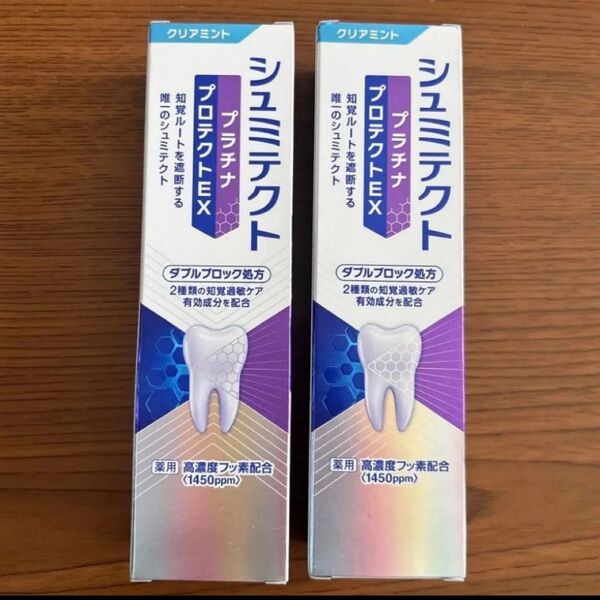 クリアミント
シュミテクト
プラチナ
プロテクトEX
知覚ルートを遮断する
唯一のシュミテクト
ダブルブロック処方
2種類の知覚過敏ケア
有効成分を配合
薬用 高濃度フッ素配合
〈1450ppm〉
クリアミント
シュミテクト
プラチナ
プロテクトEX
知覚ルートを遮断する
唯一のシュミテクト
ダブルブロック処方
2種類の知覚過敏ケア
有効成分を配合
薬用 高濃度フッ素配合
〈1450ppm〉